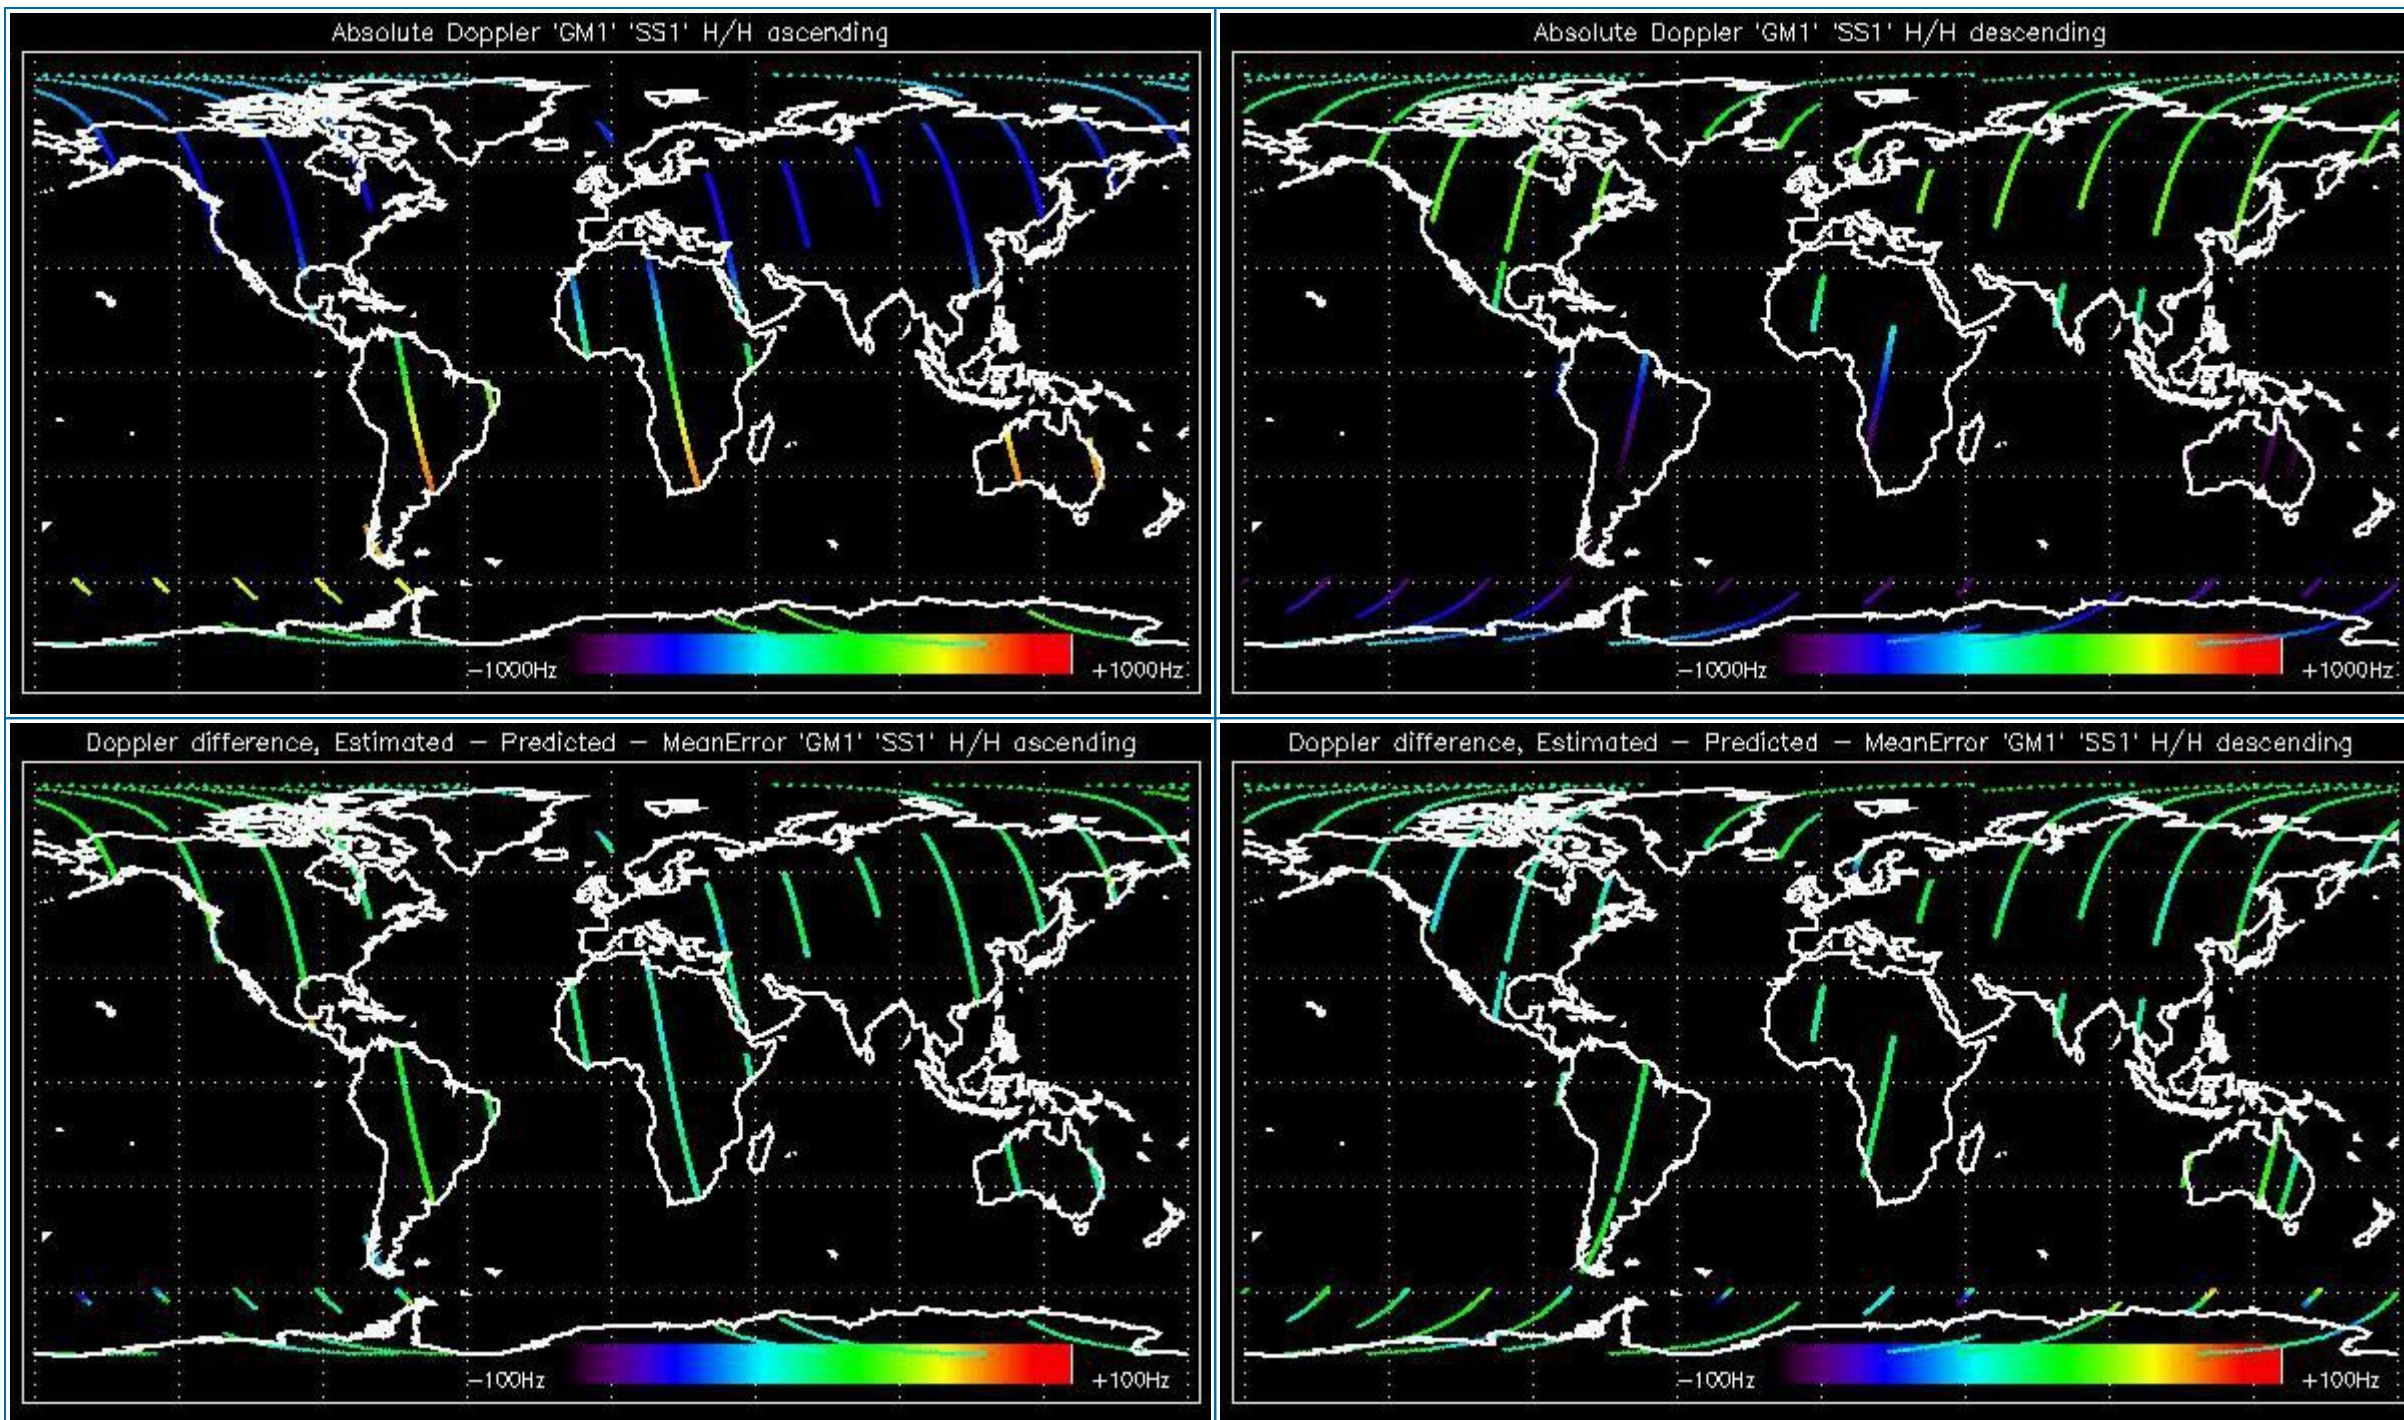 Absolute Doppler 'GM1' 'SS1' H/H ascending
-1000Hz
+1000Hz
Absolute Doppler 'GM1' 'SS1' H/H descending
-1000Hz
+1000Hz
Doppler difference, Estimated - Predicted - MeanError 'GM1' 'SS1' H/H ascending
-100Hz
+100Hz
Doppler difference, Estimated - Predicted - MeanError 'GM1' 'SS1' H/H descending
-100Hz
+100Hz